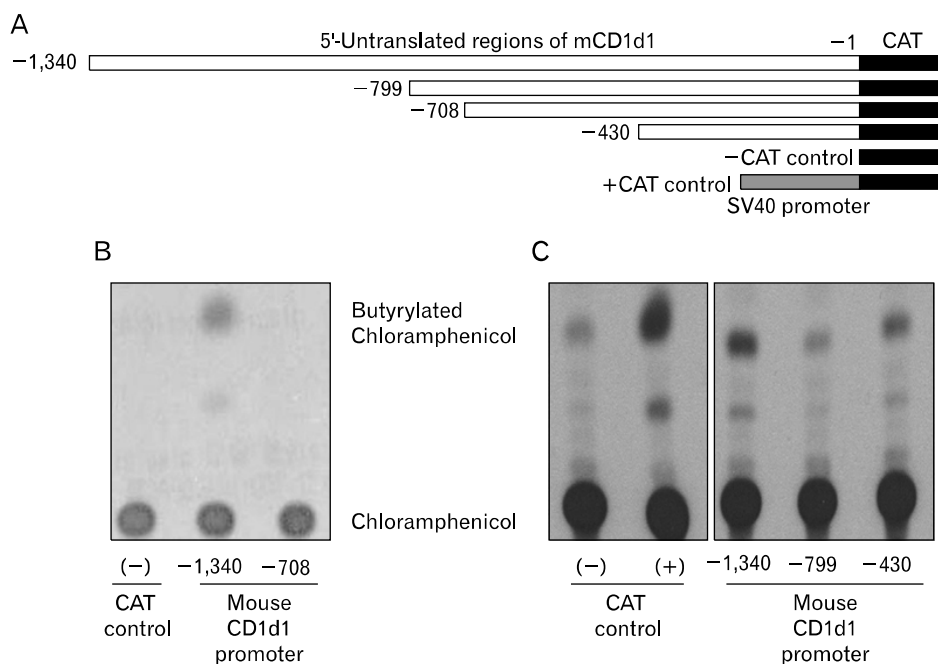 A
5'-Untranslated regions of mCD1d1
−1
CAT
−1,340
−799
−708
−430
−CAT control
+CAT control
SV40 promoter
B
Butyrylated
Chloramphenicol
Chloramphenicol
(−)
−1,340
−708
CAT
control
Mouse
CD1d1
promoter
C
(−)
(+)
−1,340
−799
−430
CAT
control
Mouse
CD1d1
promoter